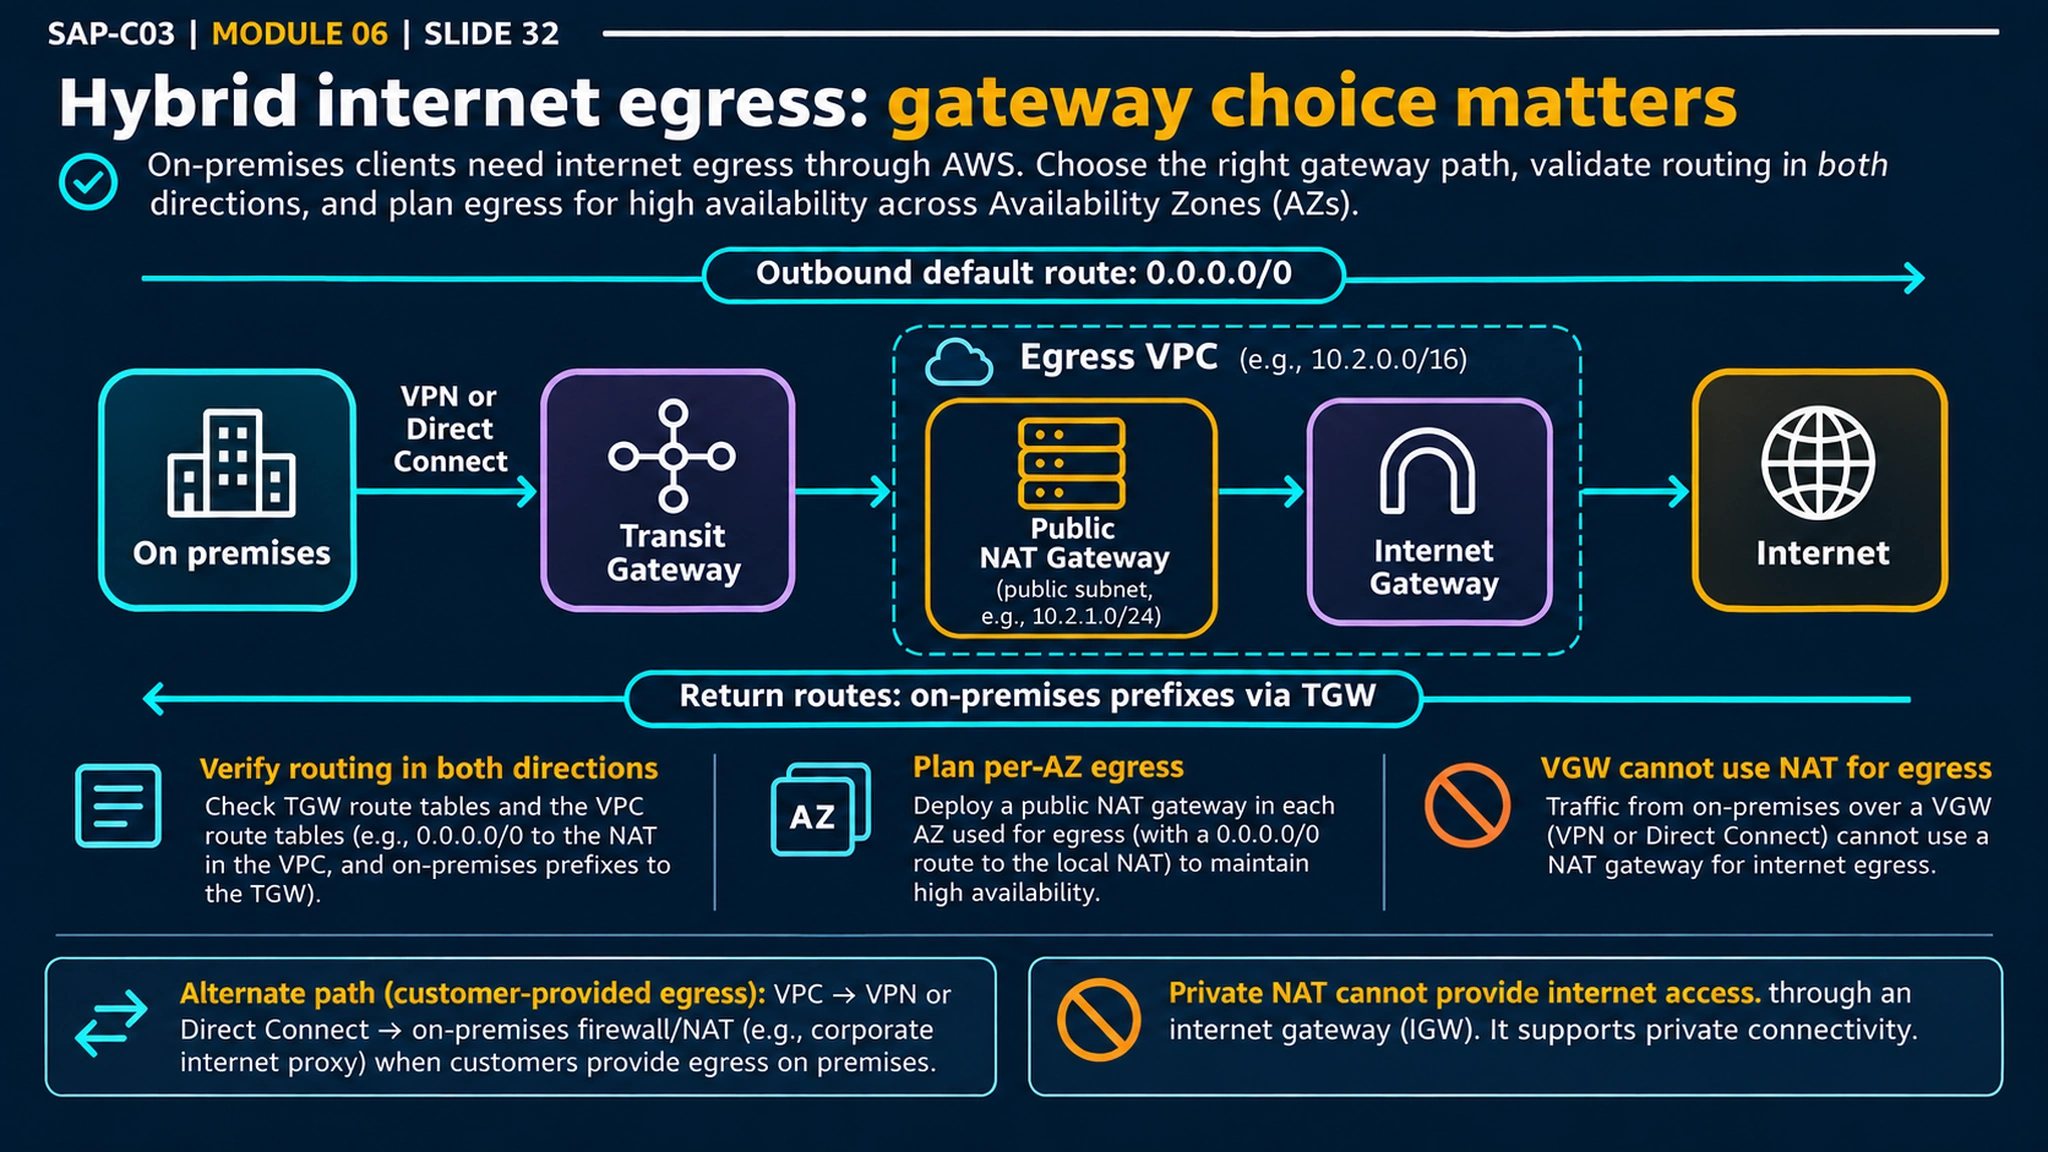 SAP-C03 | MODULE 06 | SLIDE 32
Hybrid internet egress: gateway choice matters
On-premises clients need internet egress through AWS. Choose the right gateway path, validate routing in both
directions, and plan egress for high availability across Availability Zones (AZs).
Outbound default route: 0.0.0.0/0
On premises
VPN or
Direct
Connect
Transit
Gateway
Egress VPC (e.g., 10.2.0.0/16)
Public
NAT Gateway
(public subnet,
e.g., 10.2.1.0/24)
Internet
Gateway
Internet
Return routes: on-premises prefixes via TGW
Verify routing in both directions
Check TGW route tables and the VPC
route tables (e.g., 0.0.0.0/0 to the NAT
in the VPC, and on-premises prefixes to
the TGW).
AZ
Plan per-AZ egress
Deploy a public NAT gateway in each
AZ used for egress (with a 0.0.0.0/0
route to the local NAT) to maintain
high availability.
VGW cannot use NAT for egress
Traffic from on-premises over a VGW
(VPN or Direct Connect) cannot use a
NAT gateway for internet egress.
Alternate path (customer-provided egress): VPC → VPN or
Direct Connect → on-premises firewall/NAT (e.g., corporate
internet proxy) when customers provide egress on premises.
Private NAT cannot provide internet access. through an
internet gateway (IGW). It supports private connectivity.